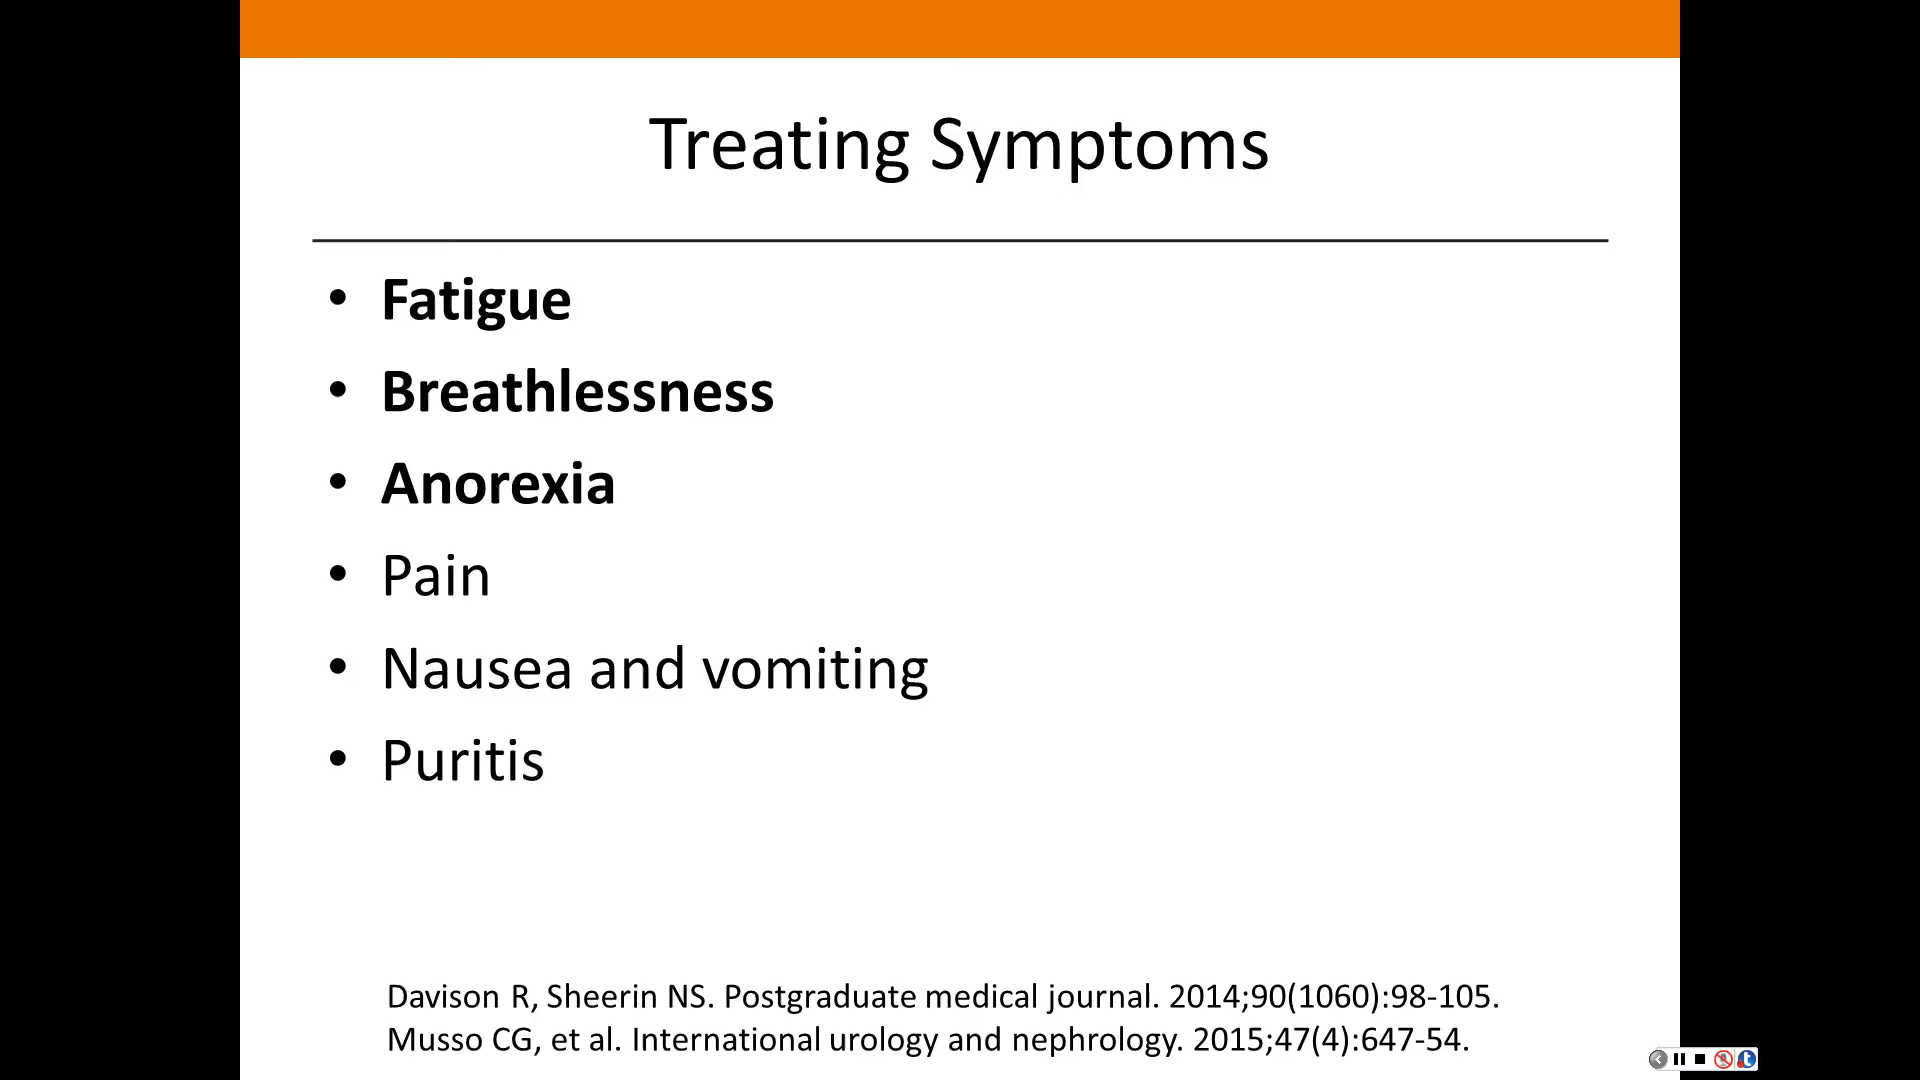 Treating Symptoms
• Fatigue
• Breathlessness
• Anorexia
• Pain
• Nausea and vomiting
• Puritis
Davison R, Sheerin NS. Postgraduate medical journal. 2014;90(1060):98-105.
Musso CG, et al. International urology and nephrology. 2015;47(4):647-54.